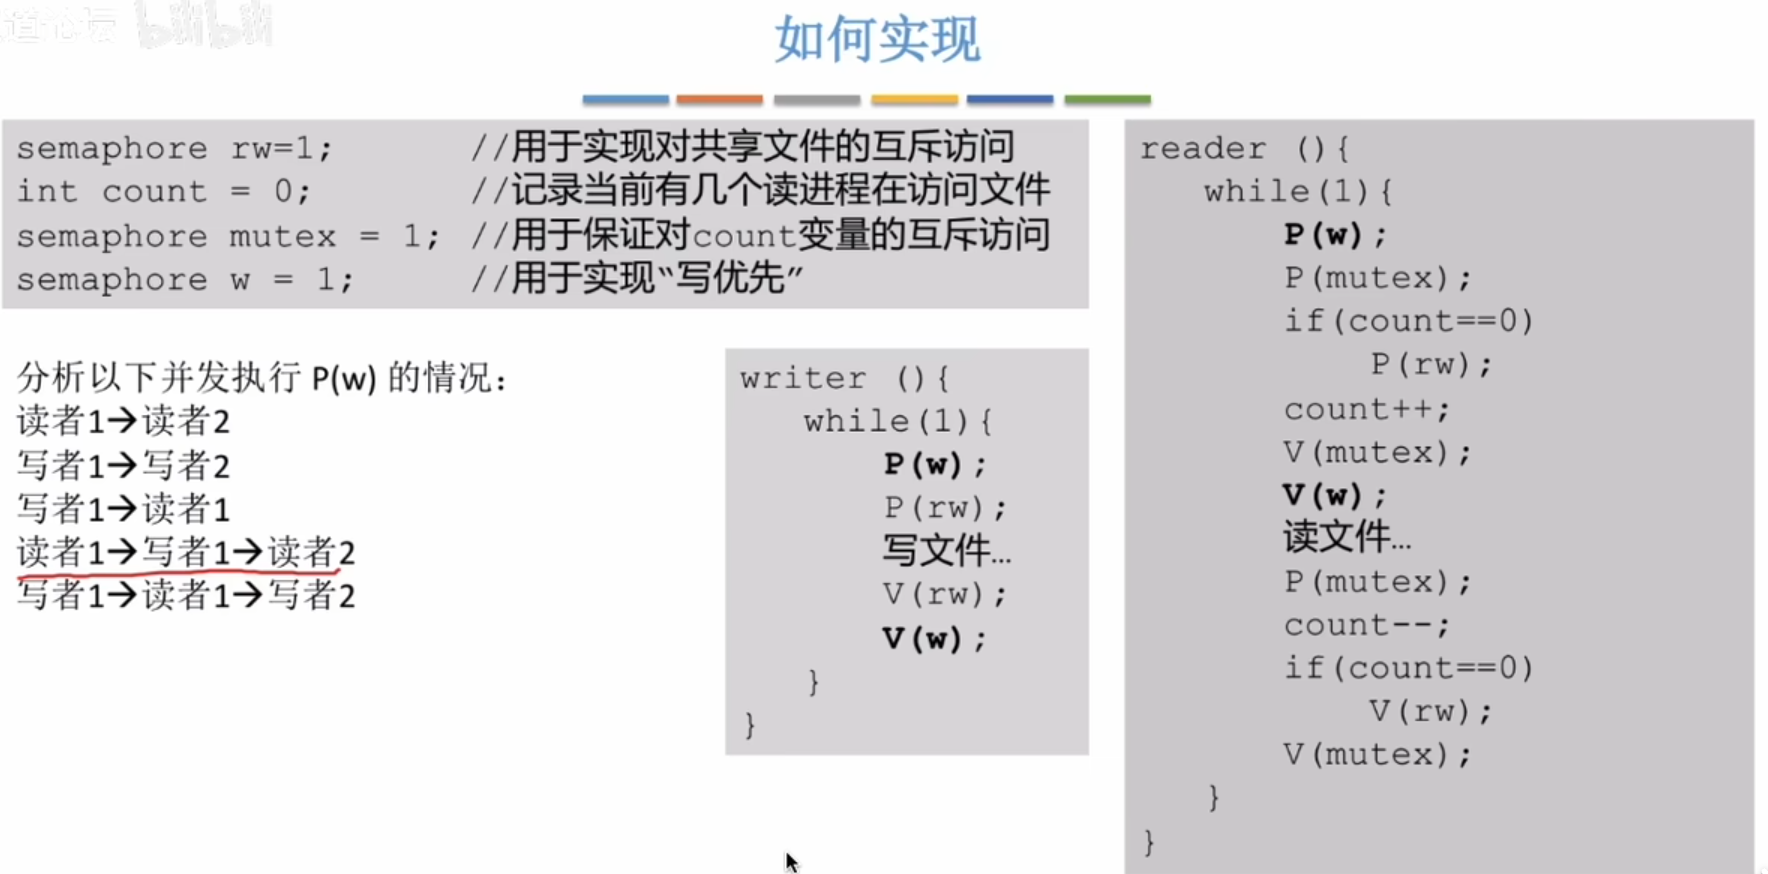 道论坛 bilibili
如何实现
semaphore rw=1; //用于实现对共享文件的互斥访问
int count = 0; //记录当前有几个读进程在访问文件
semaphore mutex = 1; //用于保证对count变量的互斥访问
semaphore w = 1; //用于实现“写优先”
分析以下并发执行 P(w) 的情况：
读者1→读者2
写者1→写者2
写者1→读者1
读者1→写者1→读者2
写者1→读者1→写者2
writer (){
while(1){
P(w);
P(rw);
写文件…
V(rw);
V(w);
}
}
reader (){
while(1){
P(w);
P(mutex);
if(count==0)
P(rw);
count++;
V(mutex);
V(w);
读文件…
P(mutex);
count--;
if(count==0)
V(rw);
V(mutex);
}
}